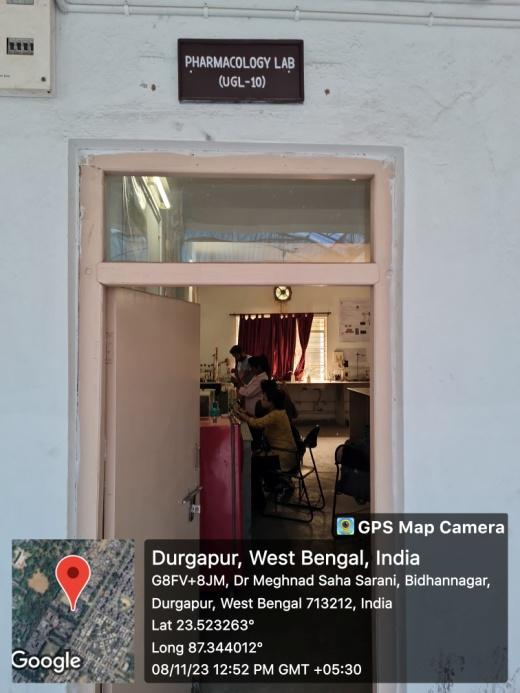 PHARMACOLOGY LAB
(UGL-10)
GPS Map Camera
Durgapur, West Bengal, India
G8FV+8JM, Dr Meghnad Saha Sarani, Bidhannagar,
Durgapur, West Bengal 713212, India
Lat 23.523263°
Long 87.344012°
08/11/23 12:52 PM GMT +05:30
Google